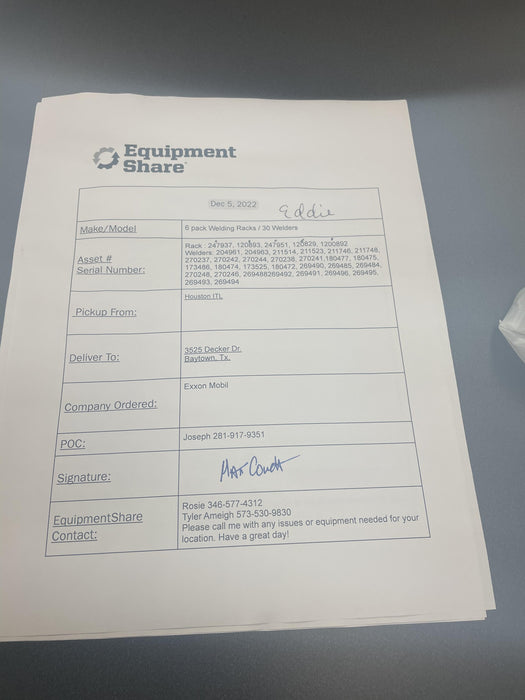 Equipment
Share
Dec 5, 2022
Eddie
Make/Model
6 pack Welding Racks / 30 Welders
Asset #
Serial Number:
Rack : 247937, 120893, 247951, 120829, 1200892
Welders: 204961, 204963, 211514, 211523, 211746, 211748,
270237, 270242, 270244, 270238, 270241,180477, 180475,
173486, 180474, 173525, 180472, 269490, 269485, 269484,
270248, 270246, 269488269492, 269491, 269496, 269495,
269493, 269494
Pickup From:
Houston ITL
Deliver To:
3525 Decker Dr.
Baytown, Tx.
Company Ordered:
Exxon Mobil
POC:
Joseph 281-917-9351
Signature:
EquipmentShare
Contact:
Rosie 346-577-4312
Tyler Ameigh 573-530-9830
Please call me with any issues or equipment needed for your
location. Have a great day!